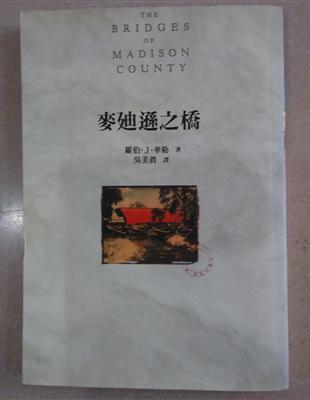 THE
BRIDGES
OF
MADISON
COUNTY
麥迪遜之橋
羅伯·J·華勒 著
吳美真 譯